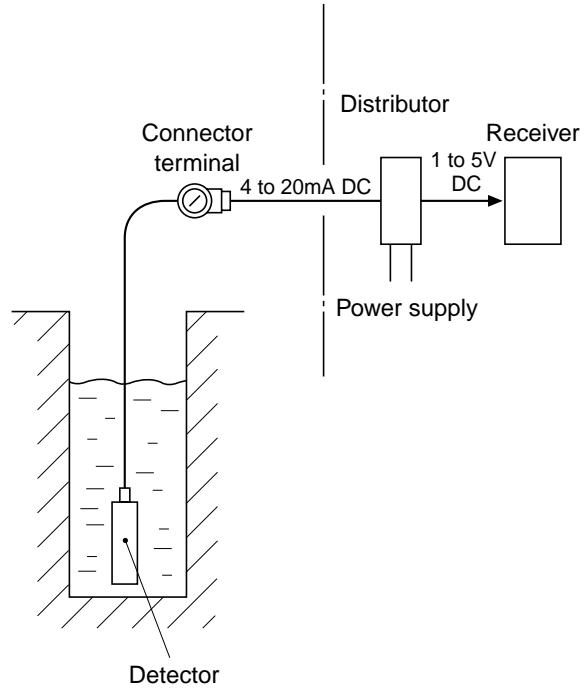 Distributor
Connector
terminal
Receiver
4 to 20mA DC
1 to 5V
DC
Power supply
Detector